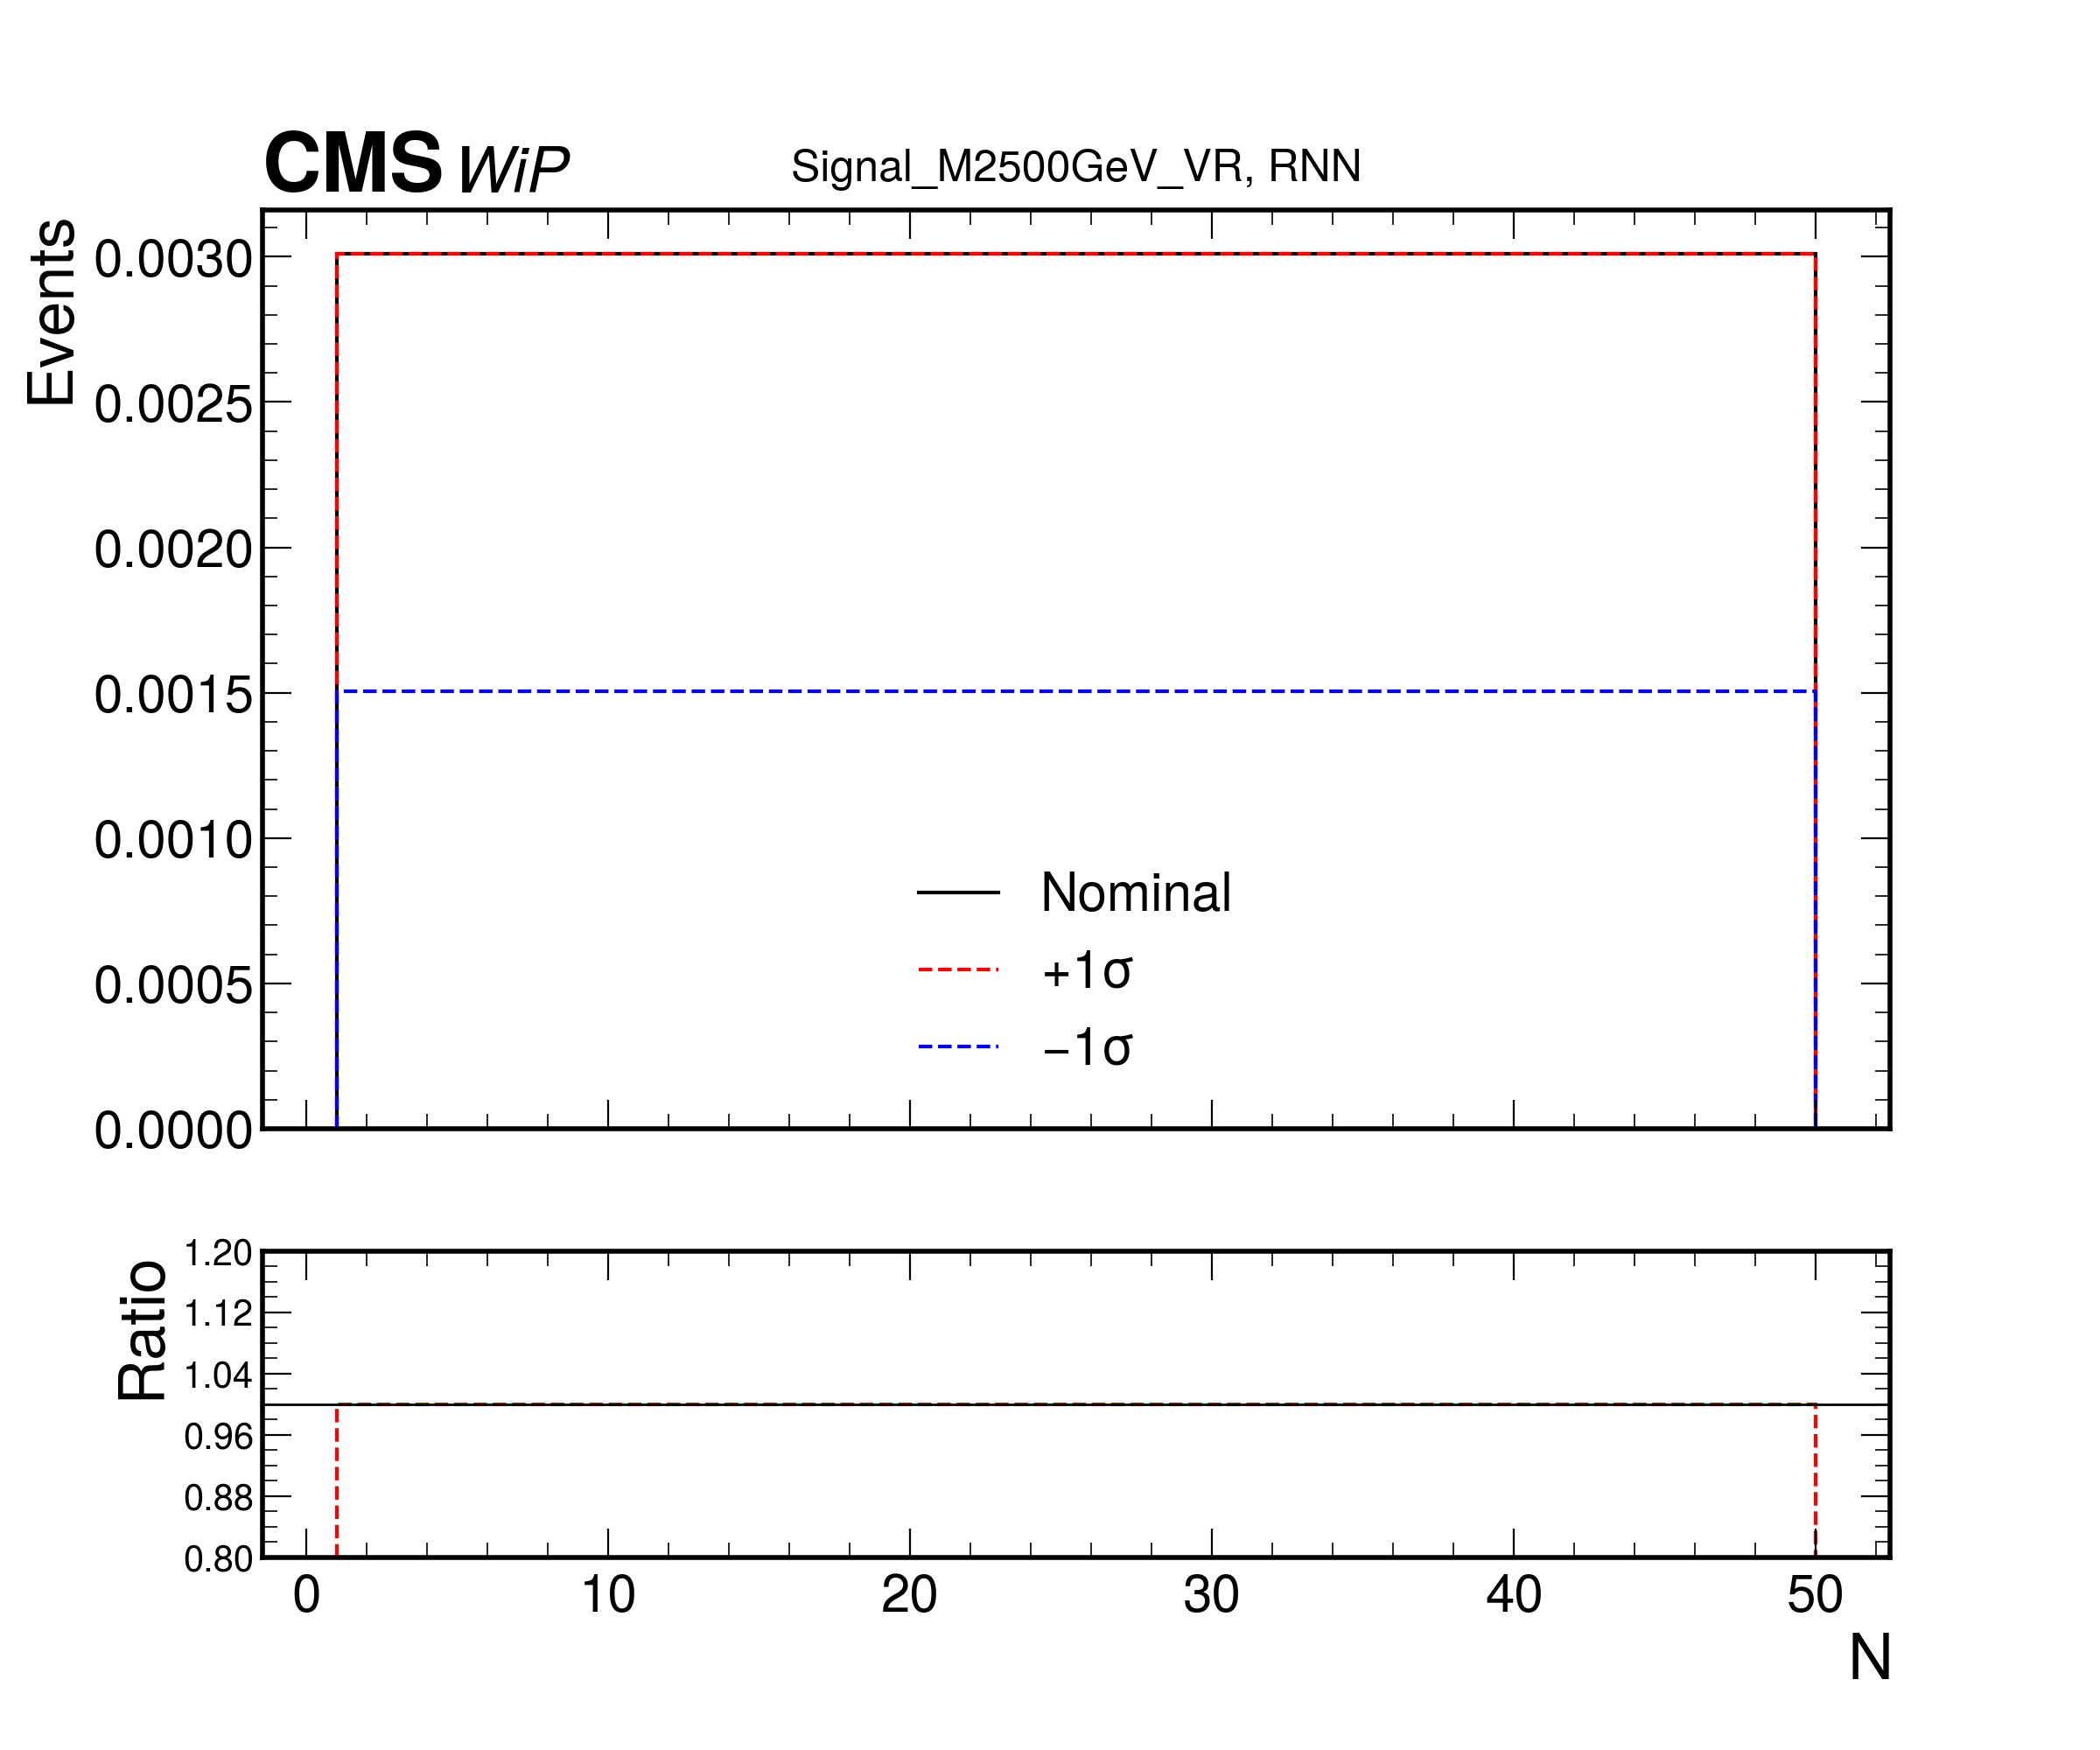 CMS WiP
Signal_M2500GeV_VR, RNN
Events
0.0030
0.0025
0.0020
0.0015
0.0010
0.0005
0.0000
Nominal
+1σ
−1σ
Ratio
1.20
1.12
1.04
0.96
0.88
0.80
0 10 20 30 40 50
N